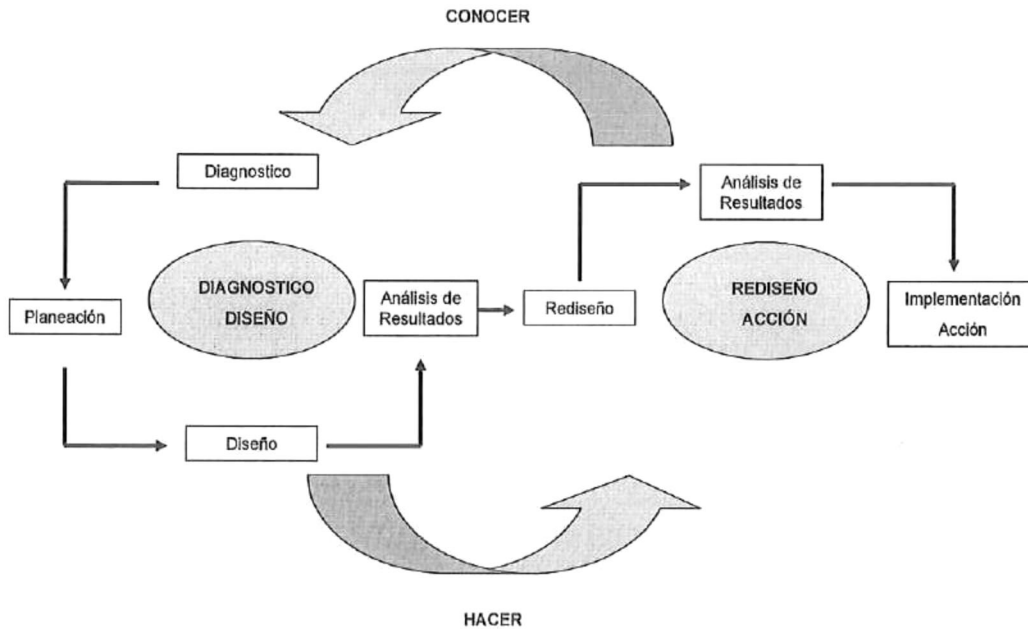 CONOCER
Diagnostico
Análisis de
Resultados
Planeación
DIAGNOSTICO
DISEÑO
Análisis de
Resultados
Rediseño
REDISEÑO
ACCIÓN
Implementación
Acción
Diseño
HACER